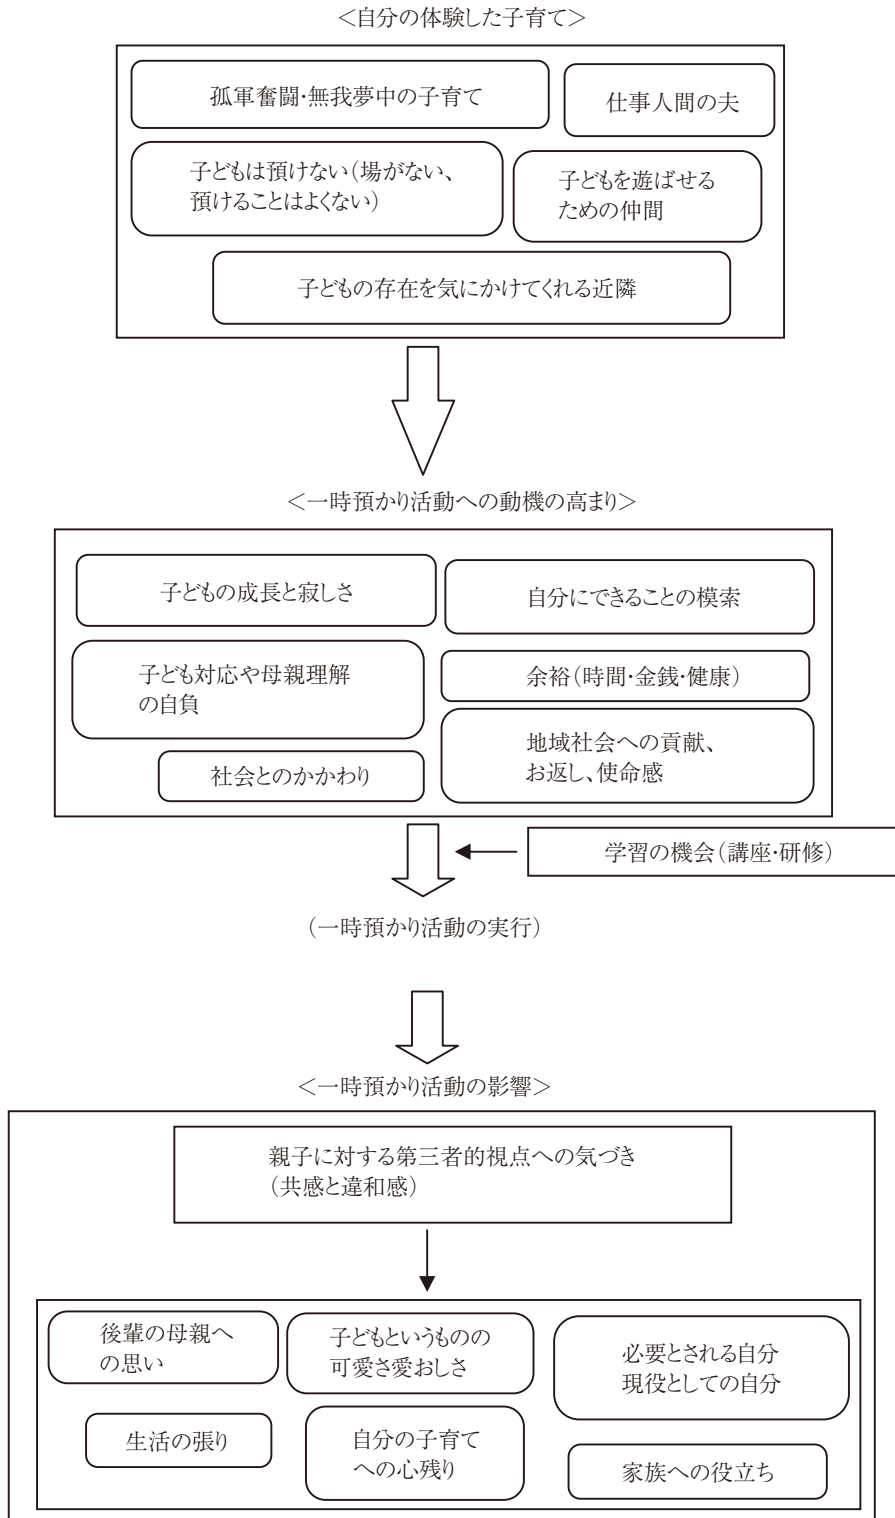 ＜自分の体験した子育て＞
孤軍奮闘・無我夢中の子育て
仕事人間の夫
子どもは預けない（場がない、
預けることはよくない）
子どもを遊ばせる
ための仲間
子どもの存在を気にかけてくれる近隣
＜一時預かり活動への動機の高まり＞
子どもの成長と寂しさ
自分にできることの模索
子ども対応や母親理解
の自負
余裕（時間・金銭・健康）
地域社会への貢献、
お返し、使命感
社会とのかかわり
学習の機会（講座・研修）
（一時預かり活動の実行）
＜一時預かり活動の影響＞
親子に対する第三者的視点への気づき
（共感と違和感）
後輩の母親へ
の思い
子どもというものの
可愛さ愛おしさ
必要とされる自分
現役としての自分
生活の張り
自分の子育て
への心残り
家族への役立ち